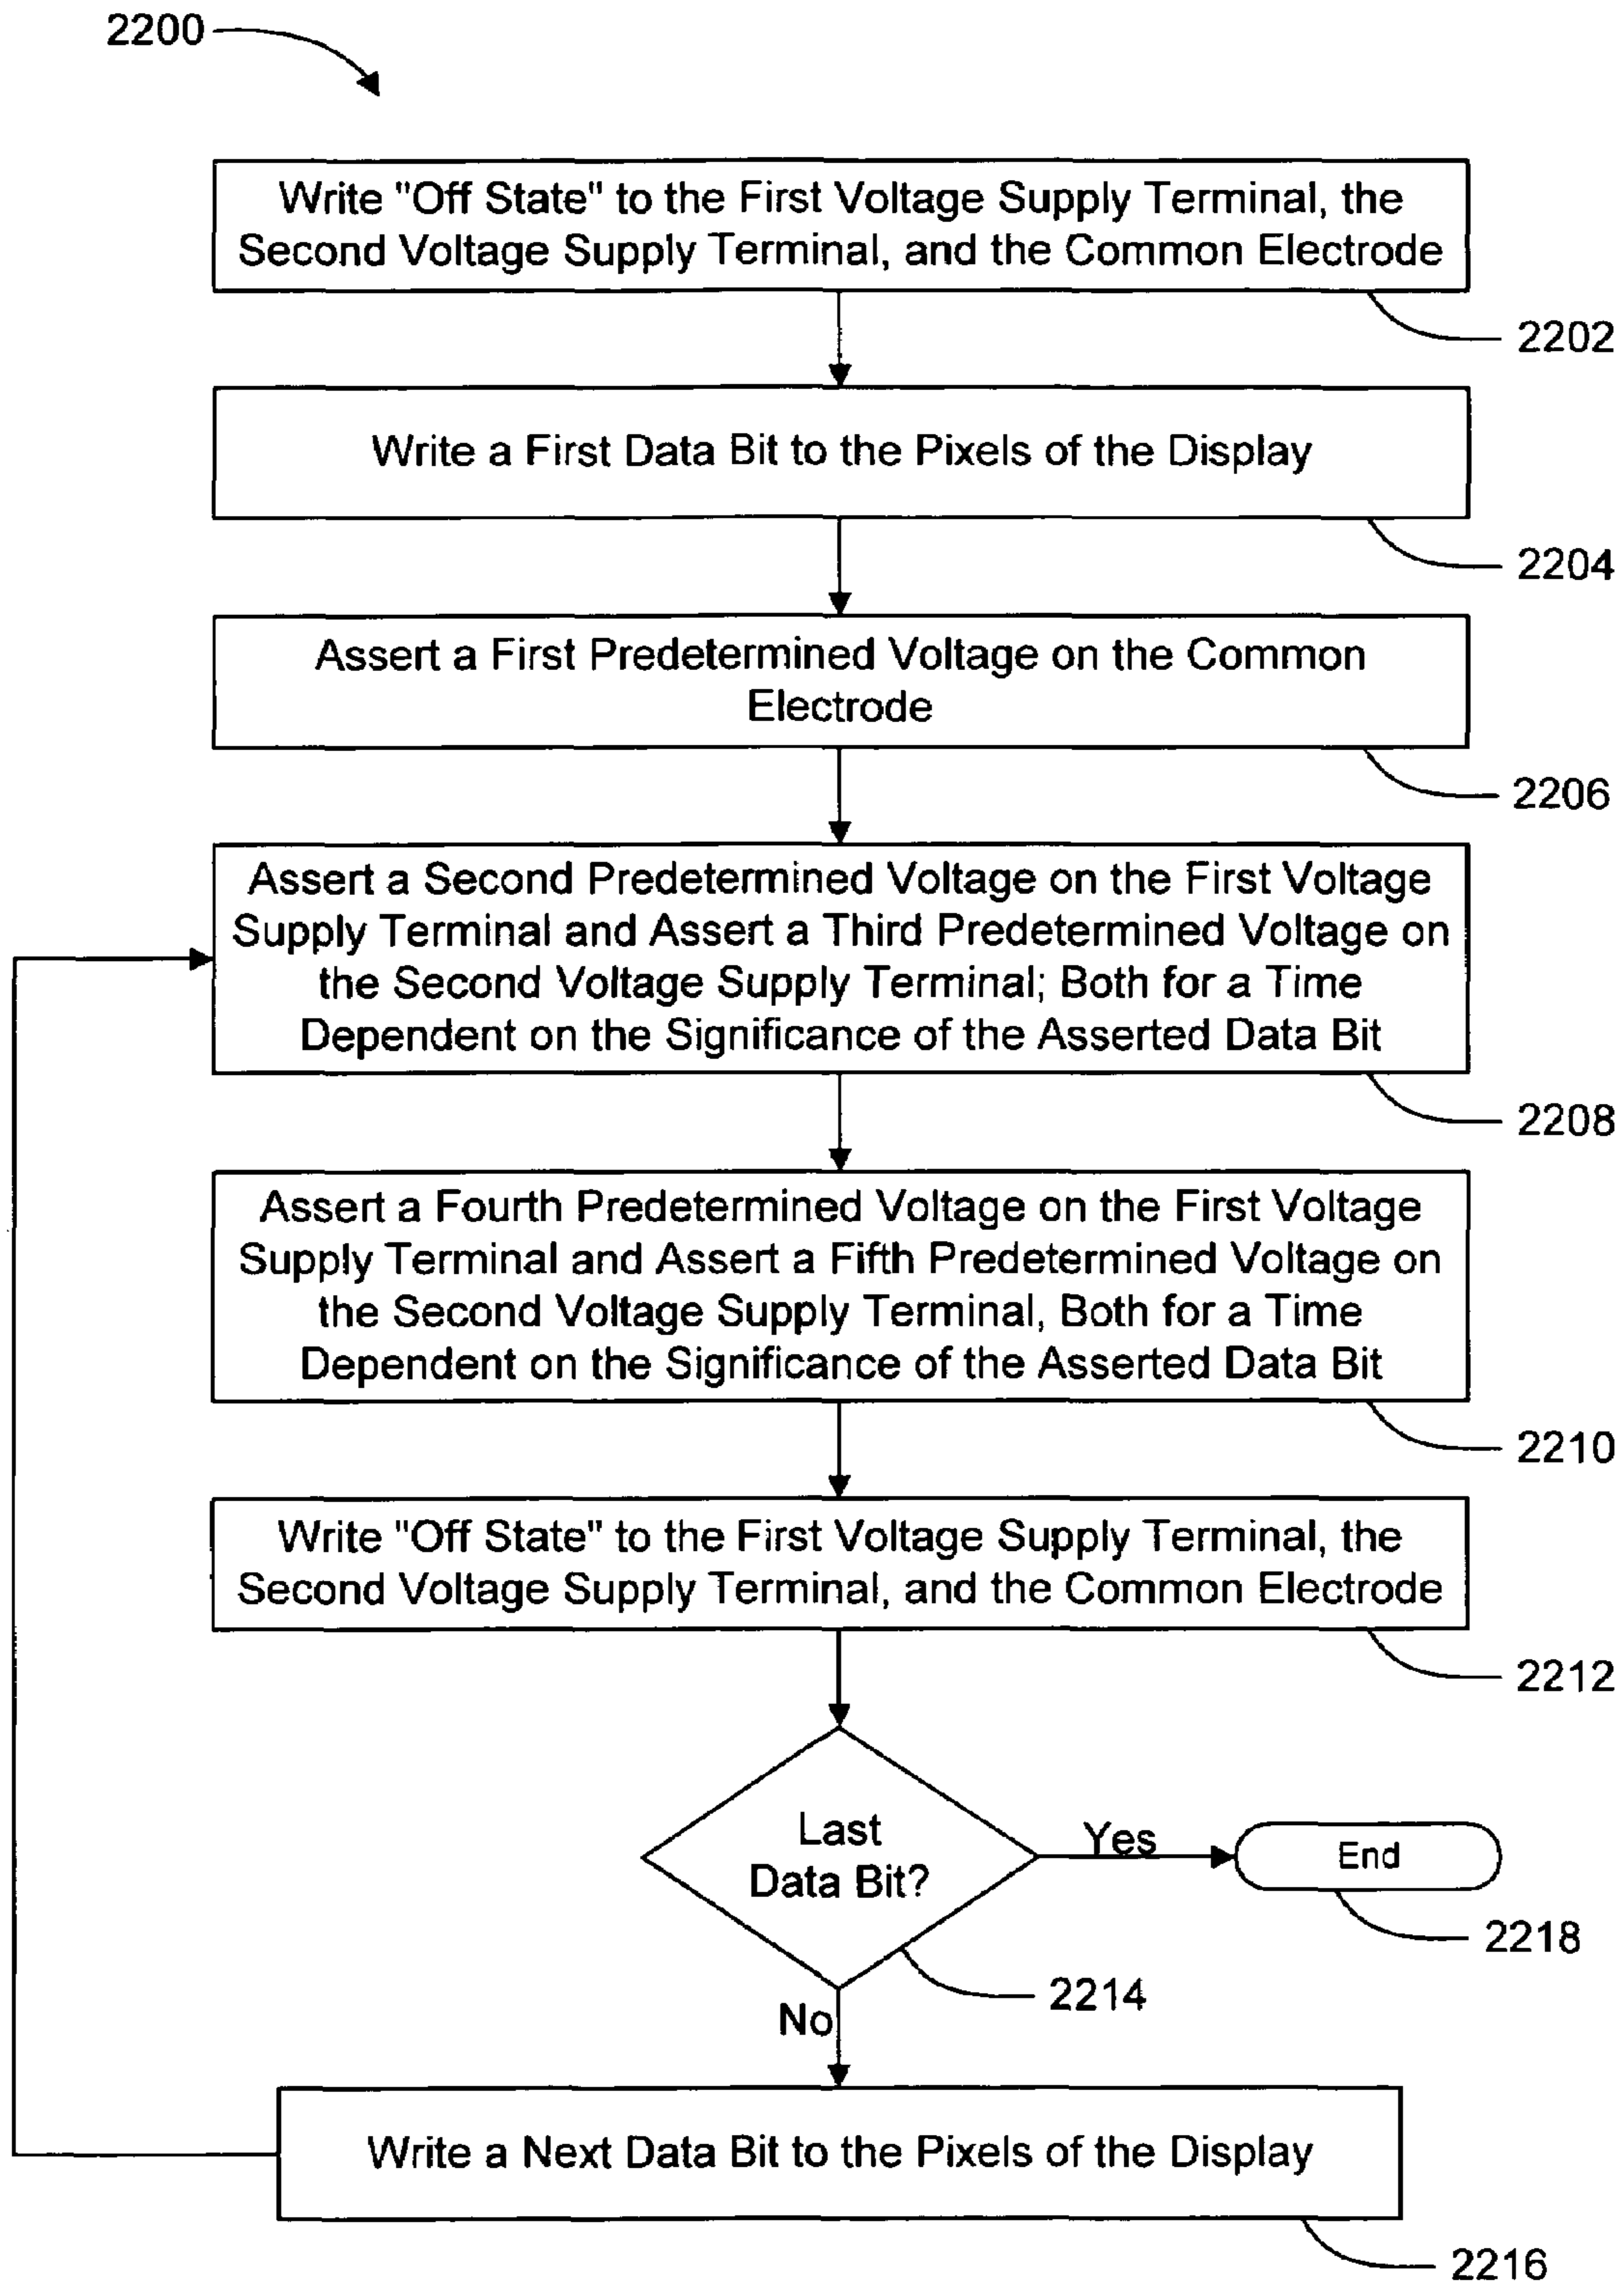 2200
Write "Off State" to the First Voltage Supply Terminal, the
Second Voltage Supply Terminal, and the Common Electrode
2202
Write a First Data Bit to the Pixels of the Display
2204
Assert a First Predetermined Voltage on the Common
Electrode
2206
Assert a Second Predetermined Voltage on the First Voltage
Supply Terminal and Assert a Third Predetermined Voltage on
the Second Voltage Supply Terminal; Both for a Time
Dependent on the Significance of the Asserted Data Bit
2208
Assert a Fourth Predetermined Voltage on the First Voltage
Supply Terminal and Assert a Fifth Predetermined Voltage on
the Second Voltage Supply Terminal, Both for a Time
Dependent on the Significance of the Asserted Data Bit
2210
Write "Off State" to the First Voltage Supply Terminal, the
Second Voltage Supply Terminal, and the Common Electrode
2212
Last
Data Bit?
Yes
End
2218
2214
No
Write a Next Data Bit to the Pixels of the Display
2216